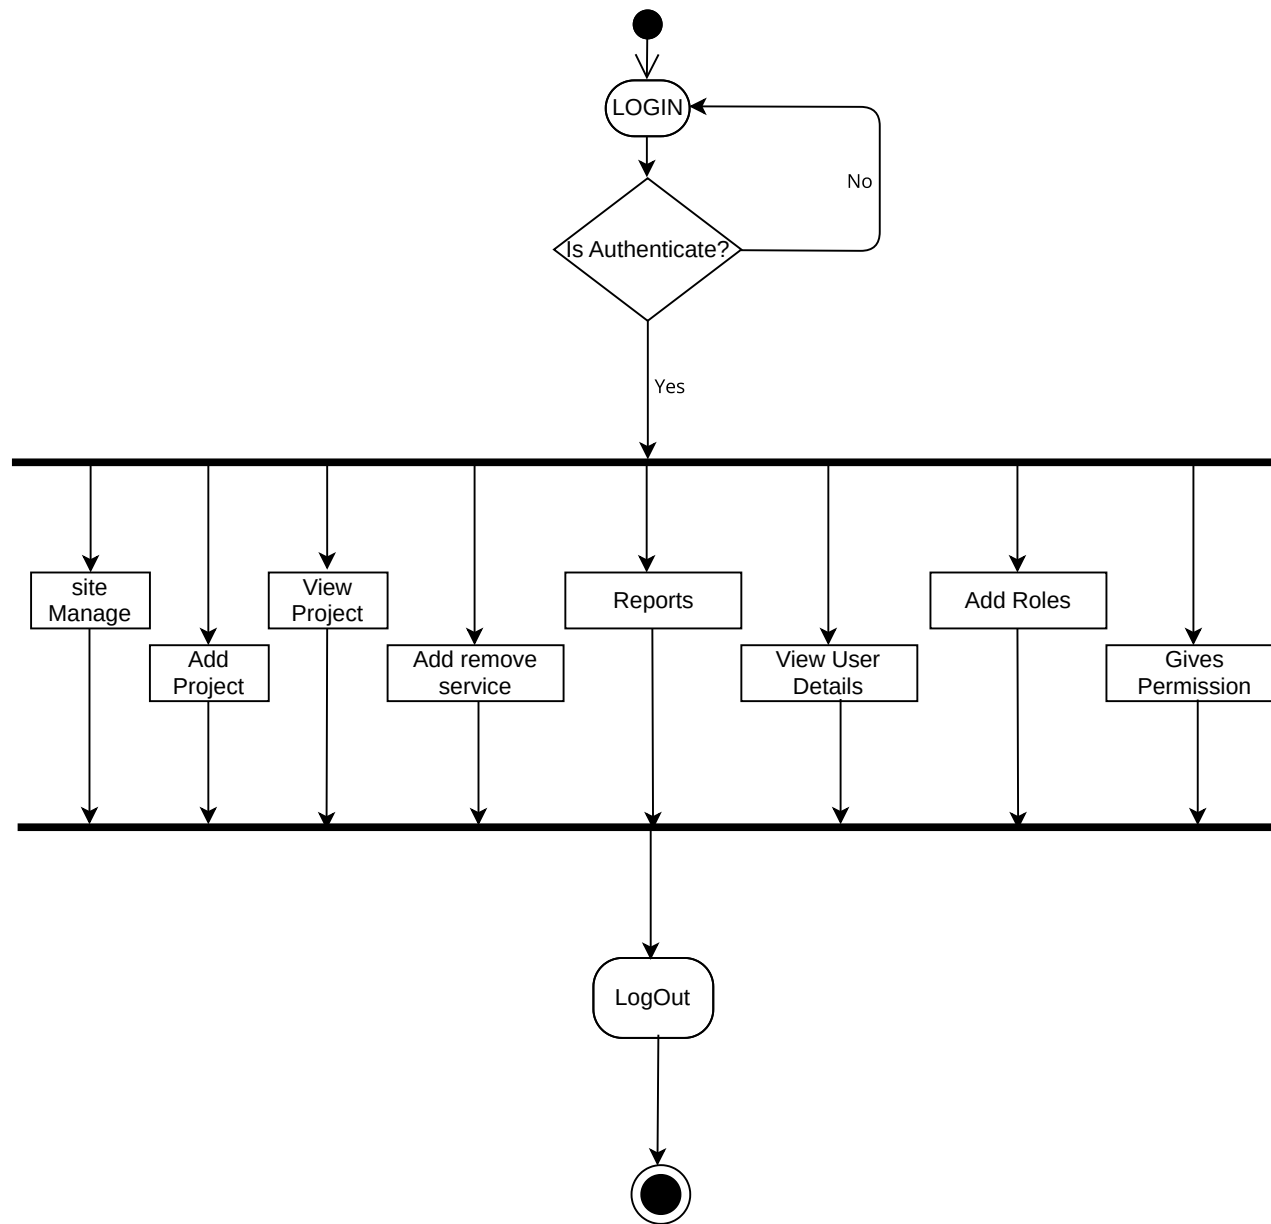 LOGIN
No
Is Authenticate?
Yes
site
Manage
View
Project
Reports
Add Roles
Add
Project
Add remove
service
View User
Details
Gives
Permission
LogOut